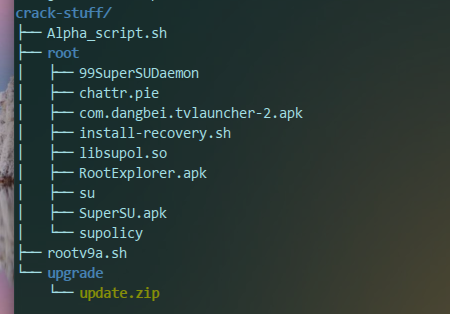 crack-stuff/
├── Alpha_script.sh
├── root
│   ├── 99SuperSUDaemon
│   ├── chattr.pie
│   ├── com.dangbei.tvlauncher-2.apk
│   ├── install-recovery.sh
│   ├── libsupol.so
│   ├── RootExplorer.apk
│   ├── su
│   ├── SuperSU.apk
│   └── supolicy
├── rootv9a.sh
└── upgrade
    └── update.zip